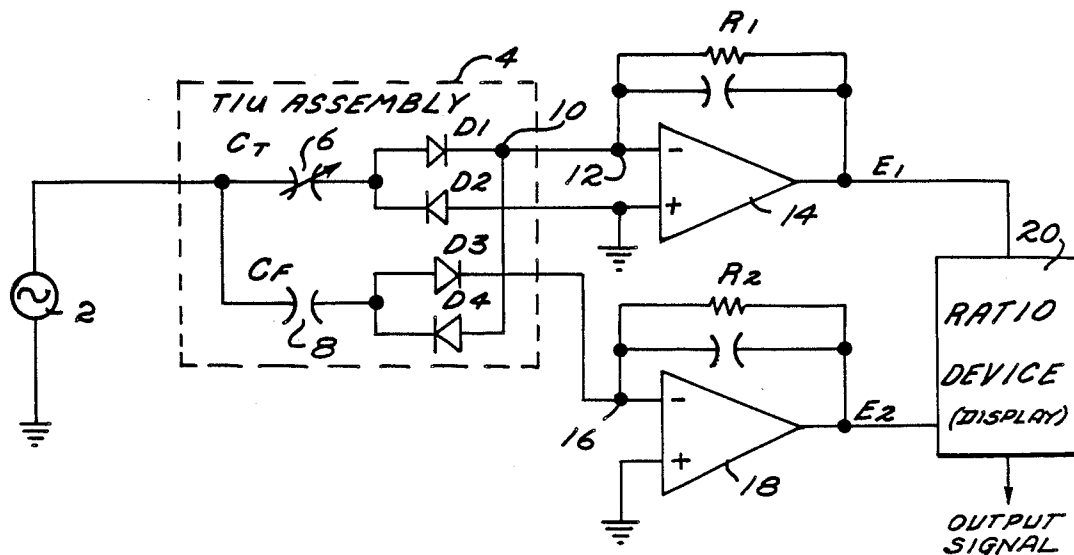 R1
4
TIU ASSEMBLY
10
CT
6
D1
D2
12
-
+
14
E1
20
D3
CF
D4
2
8
R2
RATIO
DEVICE
(DISPLAY)
16
-
+
18
E2
OUTPUT
SIGNAL